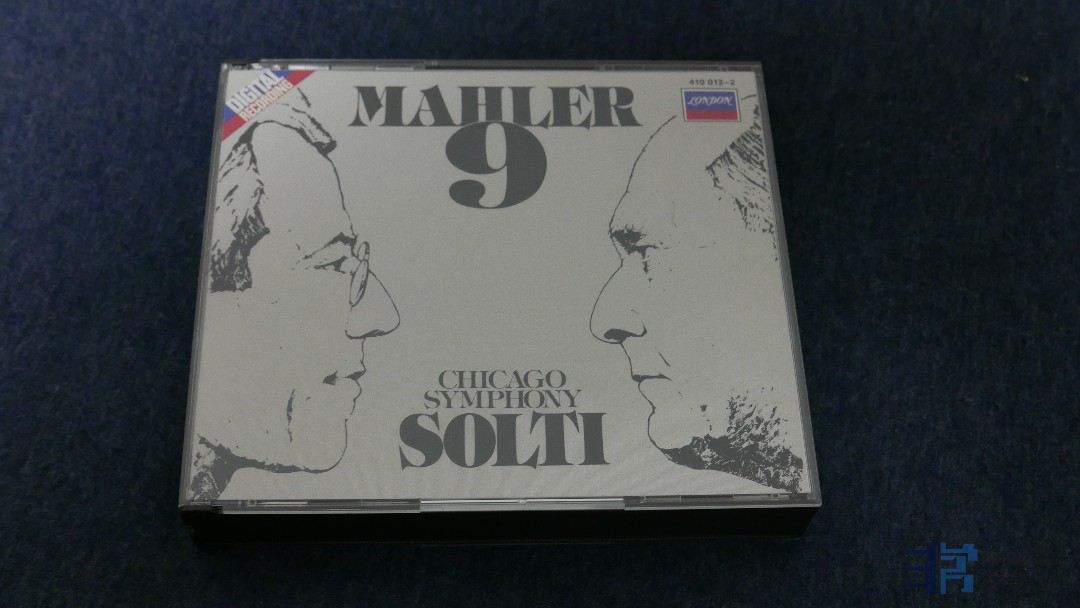 DIGITAL
RECORDING
MAHLER
9
410 012-2
LONDON
CHICAGO
SYMPHONY
SOLTI